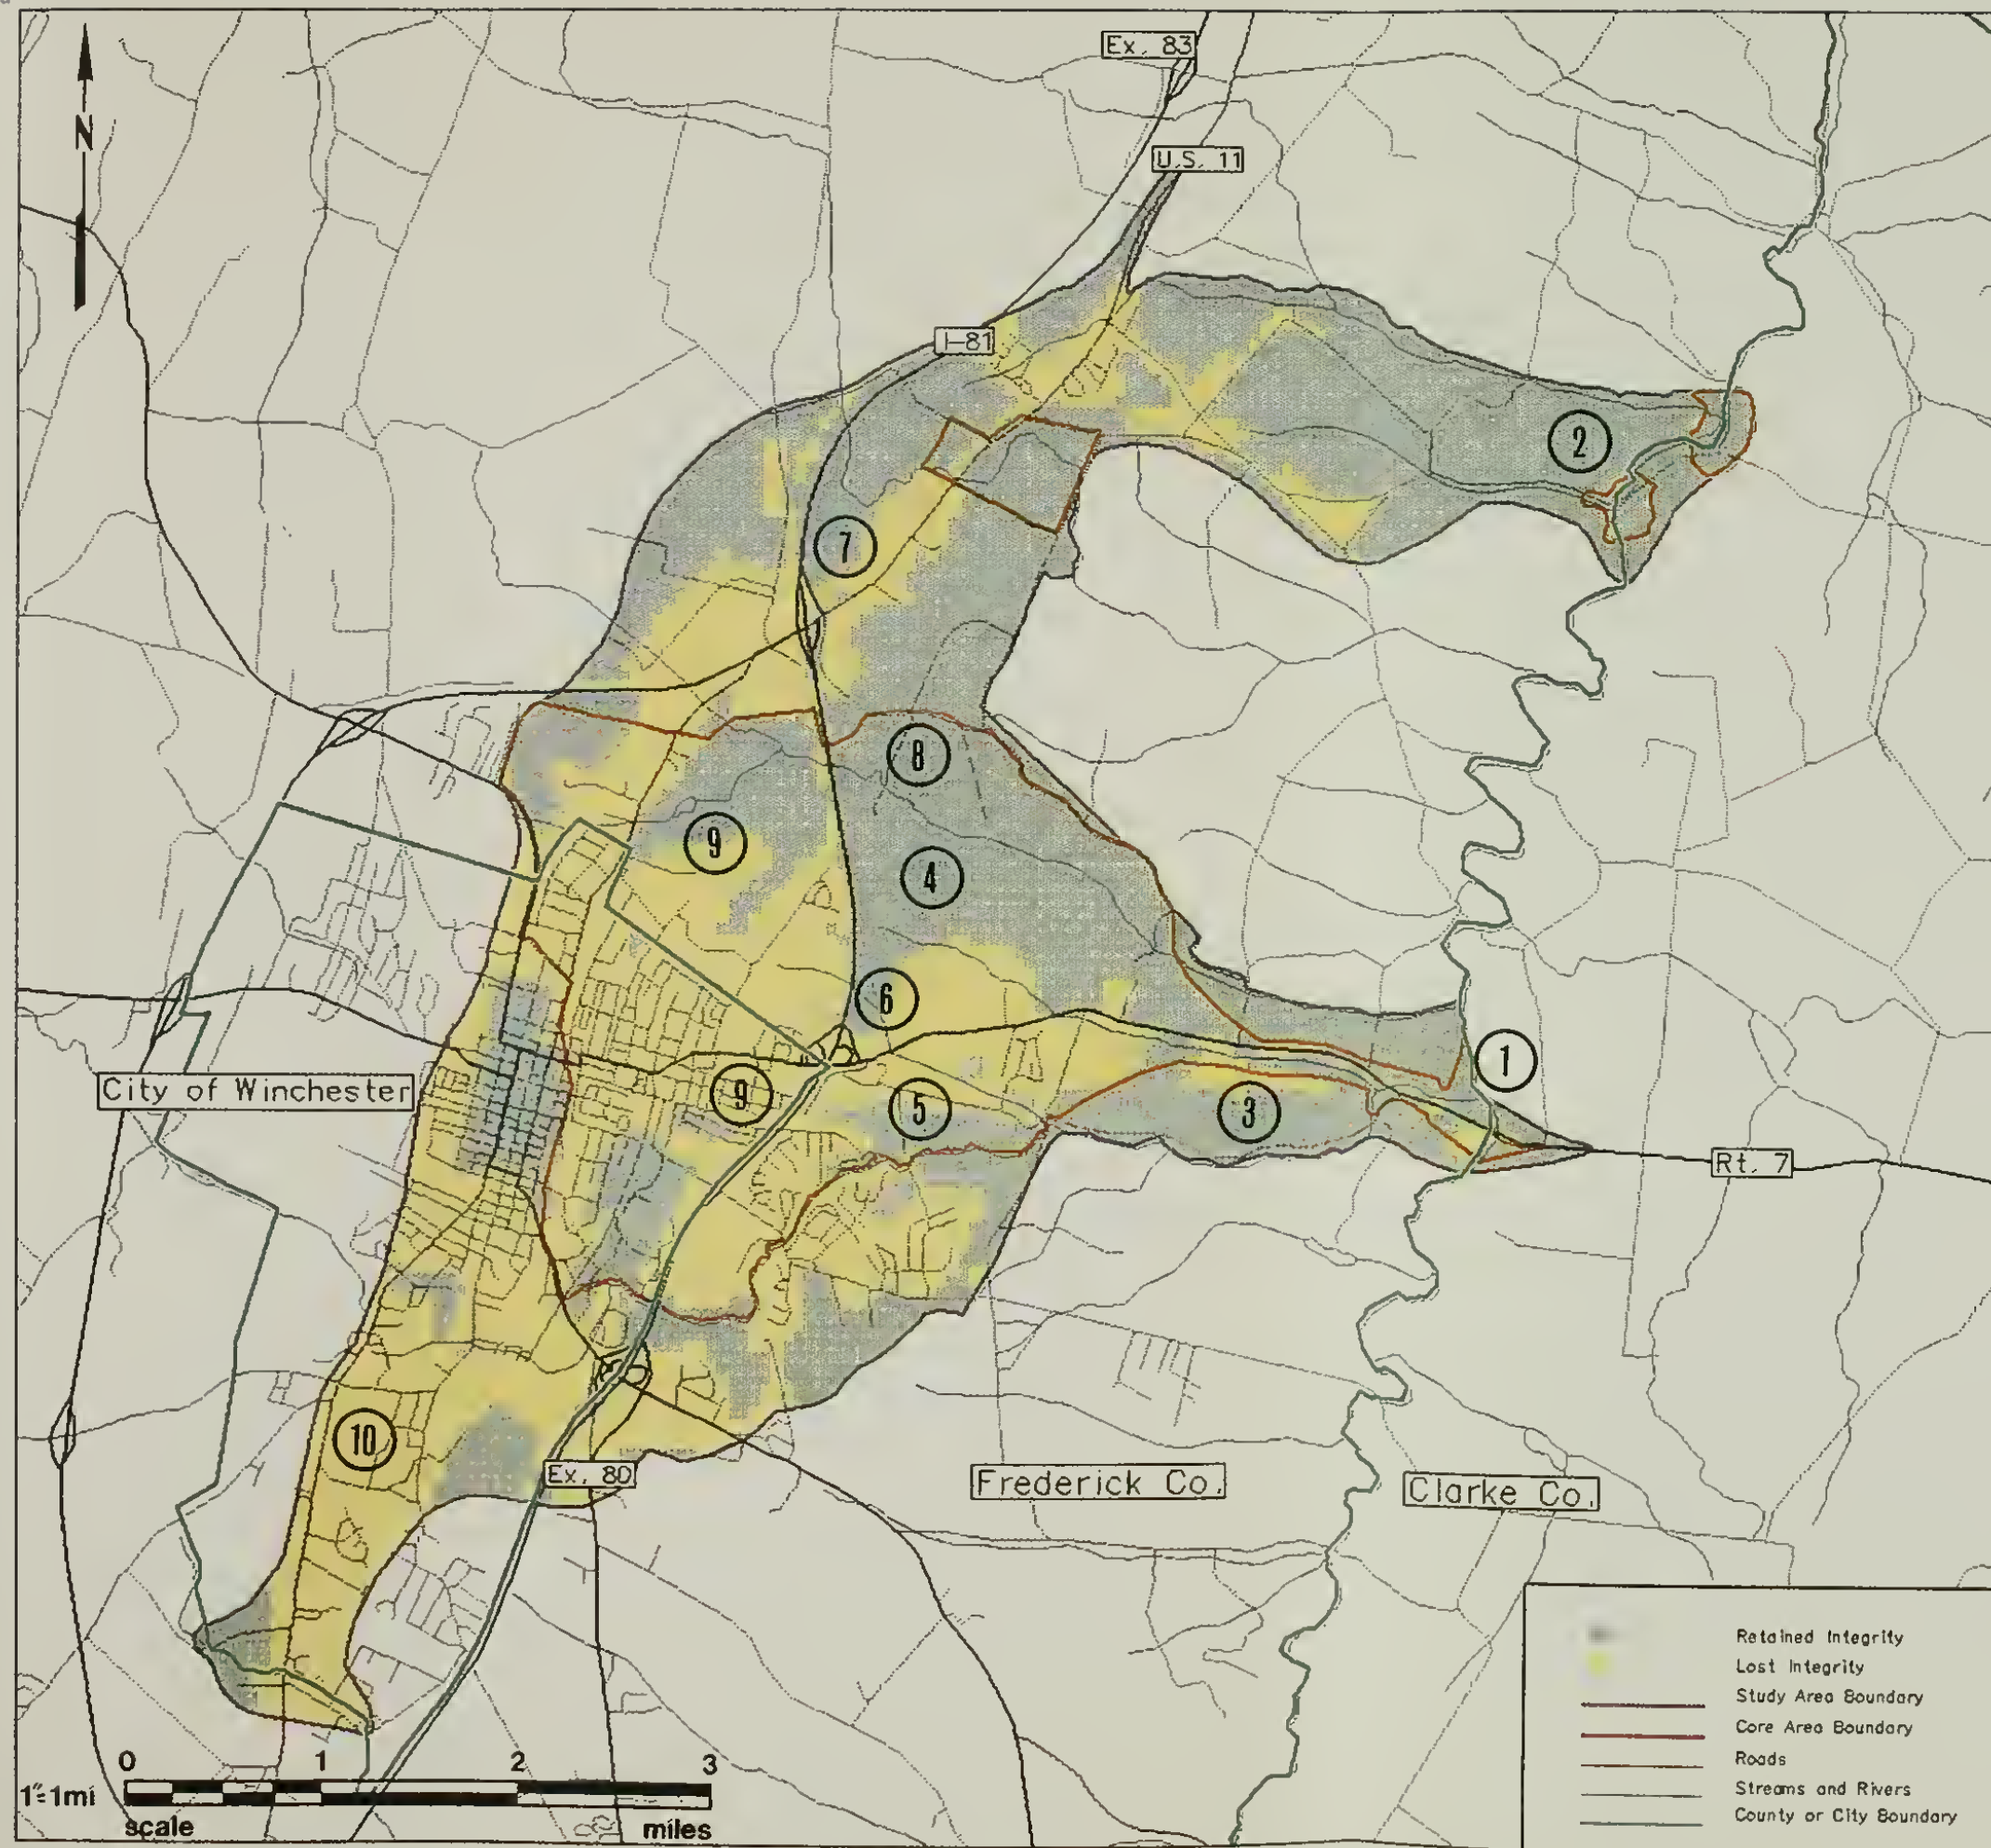 Ex. 83
N
U.S. 11
I-81
2
7
8
9
4
6
1
City of Winchester
9
5
3
Rt. 7
10
Ex. 80
Frederick Co.
Clarke Co.
Retained Integrity
Lost Integrity
Study Area Boundary
Core Area Boundary
Roads
Streams and Rivers
County or City Boundary
0 1 2 3
1"=1mi
scale miles